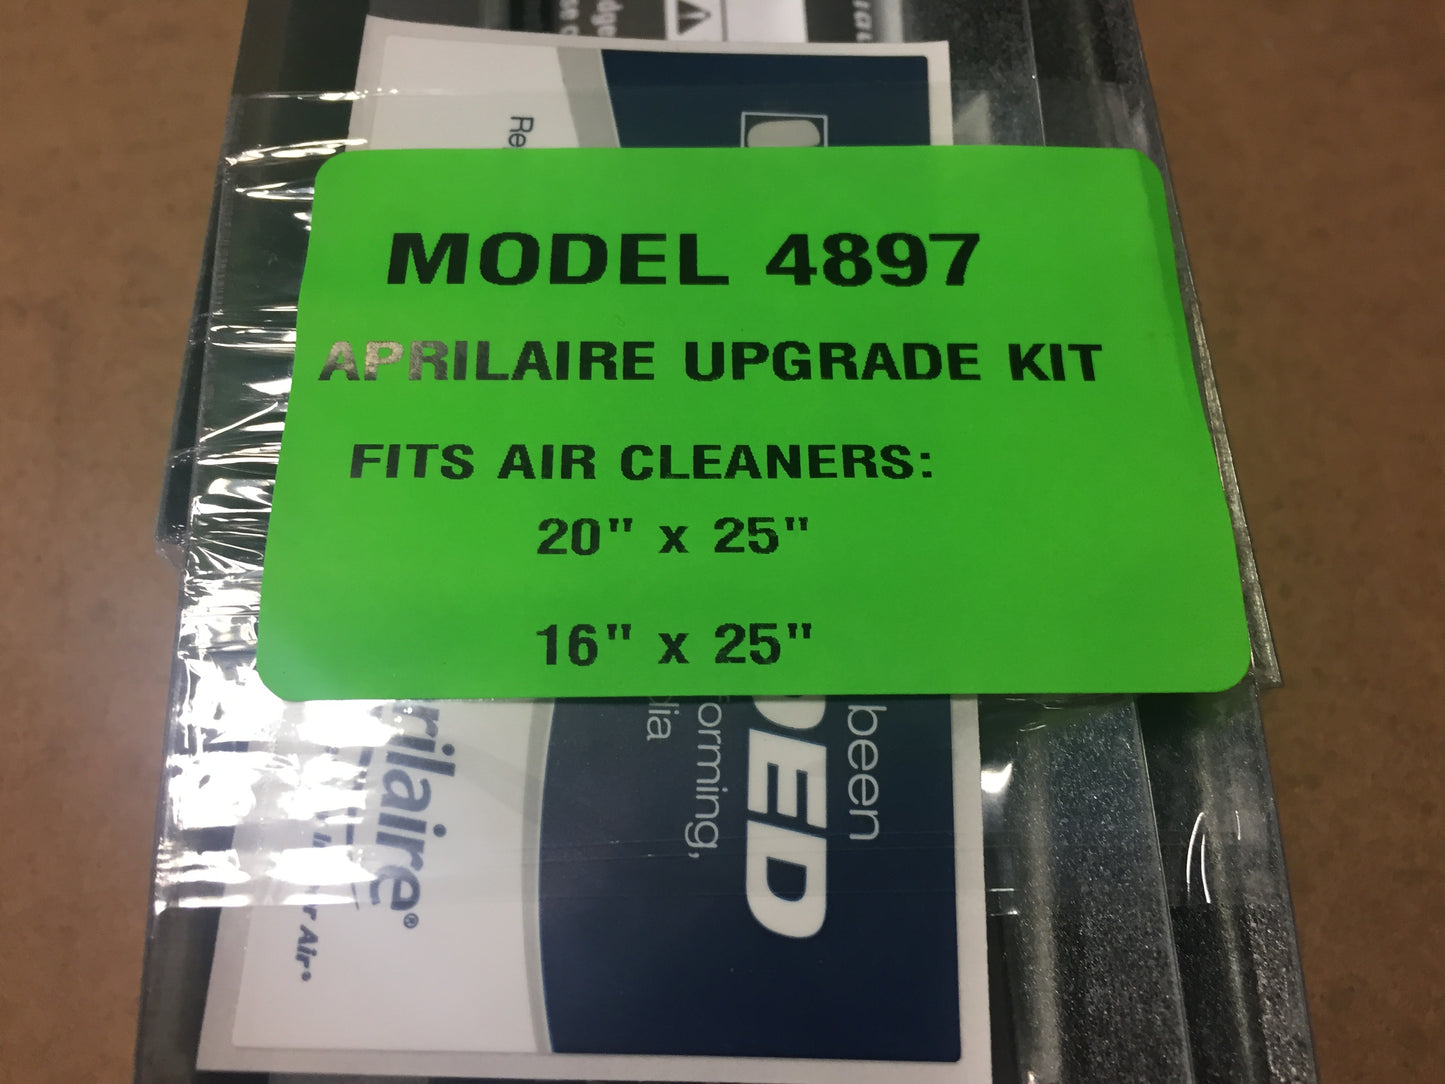 MODEL 4897
APRILAIRE UPGRADE KIT
FITS AIR CLEANERS:
20" x 25"
16" x 25"
been
forming,